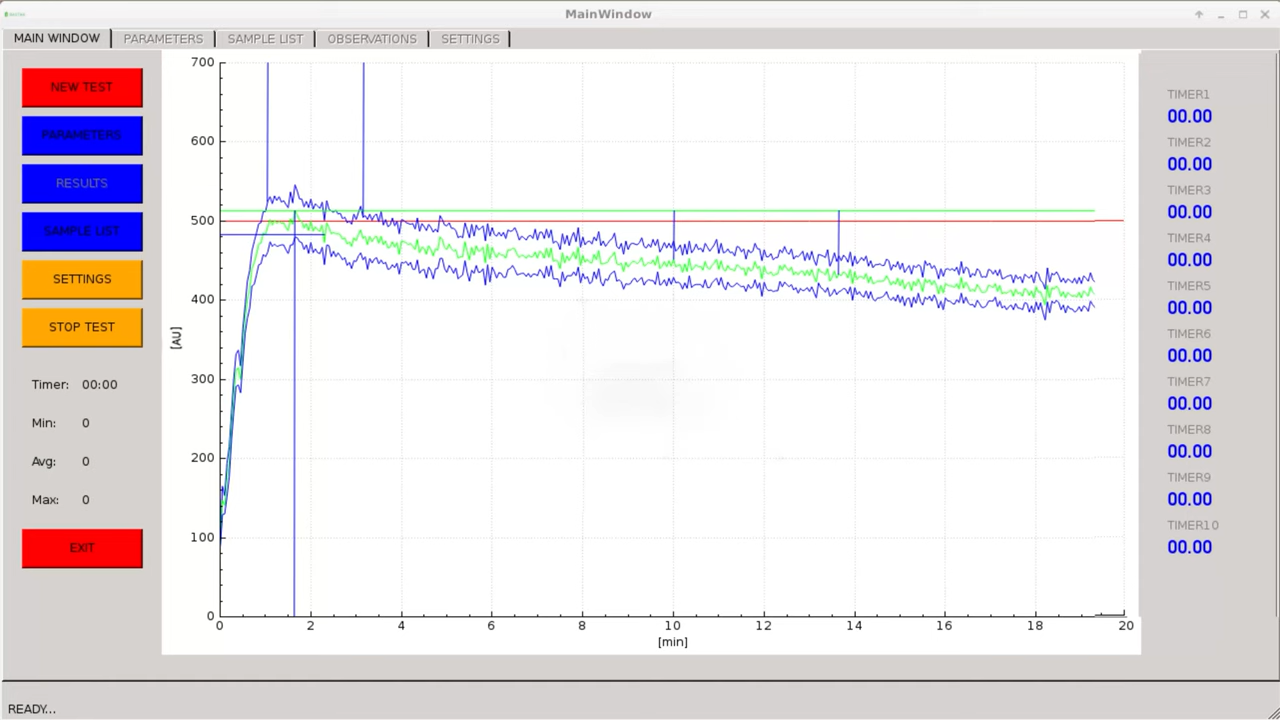 MainWindow
MAIN WINDOW
PARAMETERS
SAMPLE LIST
OBSERVATIONS
SETTINGS
NEW TEST
PARAMETERS
RESULTS
SAMPLE LIST
SETTINGS
STOP TEST
Timer: 00:00
Min: 0
Avg: 0
Max: 0
EXIT
700
600
500
400
300
200
100
0
[AU]
0 2 4 6 8 10 12 14 16 18 20
[min]
TIMER1
00.00
TIMER2
00.00
TIMER3
00.00
TIMER4
00.00
TIMER5
00.00
TIMER6
00.00
TIMER7
00.00
TIMER8
00.00
TIMER9
00.00
TIMER10
00.00
READY...